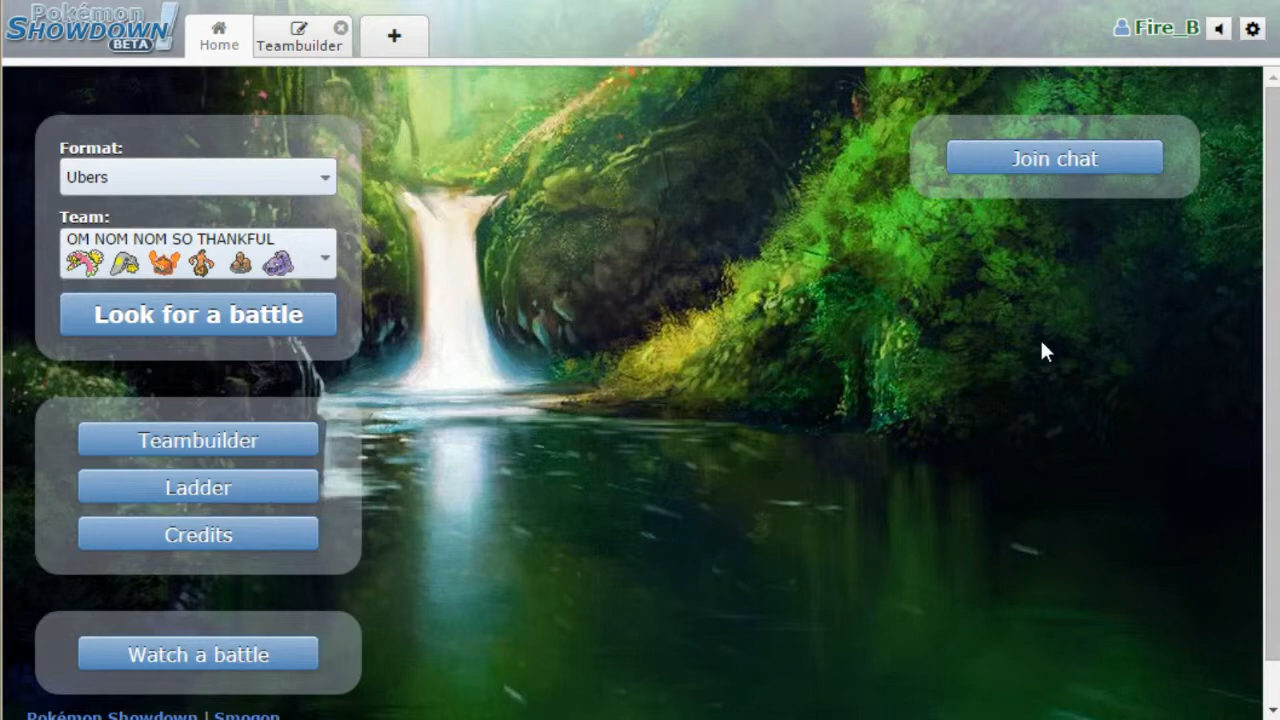 Pokémon
SHOWDOWN!
BETA
Home
Teambuilder
+
Fire_B
Format:
Ubers
Team:
OM NOM NOM SO THANKFUL
Look for a battle
Join chat
Teambuilder
Ladder
Credits
Watch a battle
Pokémon Showdown | Smogon